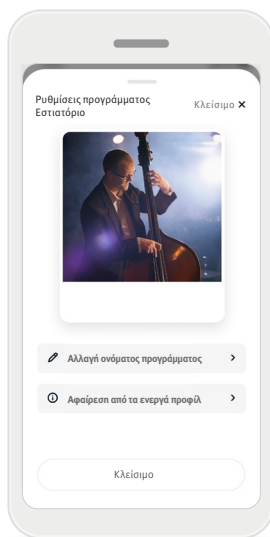 Ρυθμίσεις προγράμματος
Εστιατόριο
Κλείσιμο ×
Αλλαγή ονόματος προγράμματος
Αφαίρεση από τα ενεργά προφίλ
Κλείσιμο